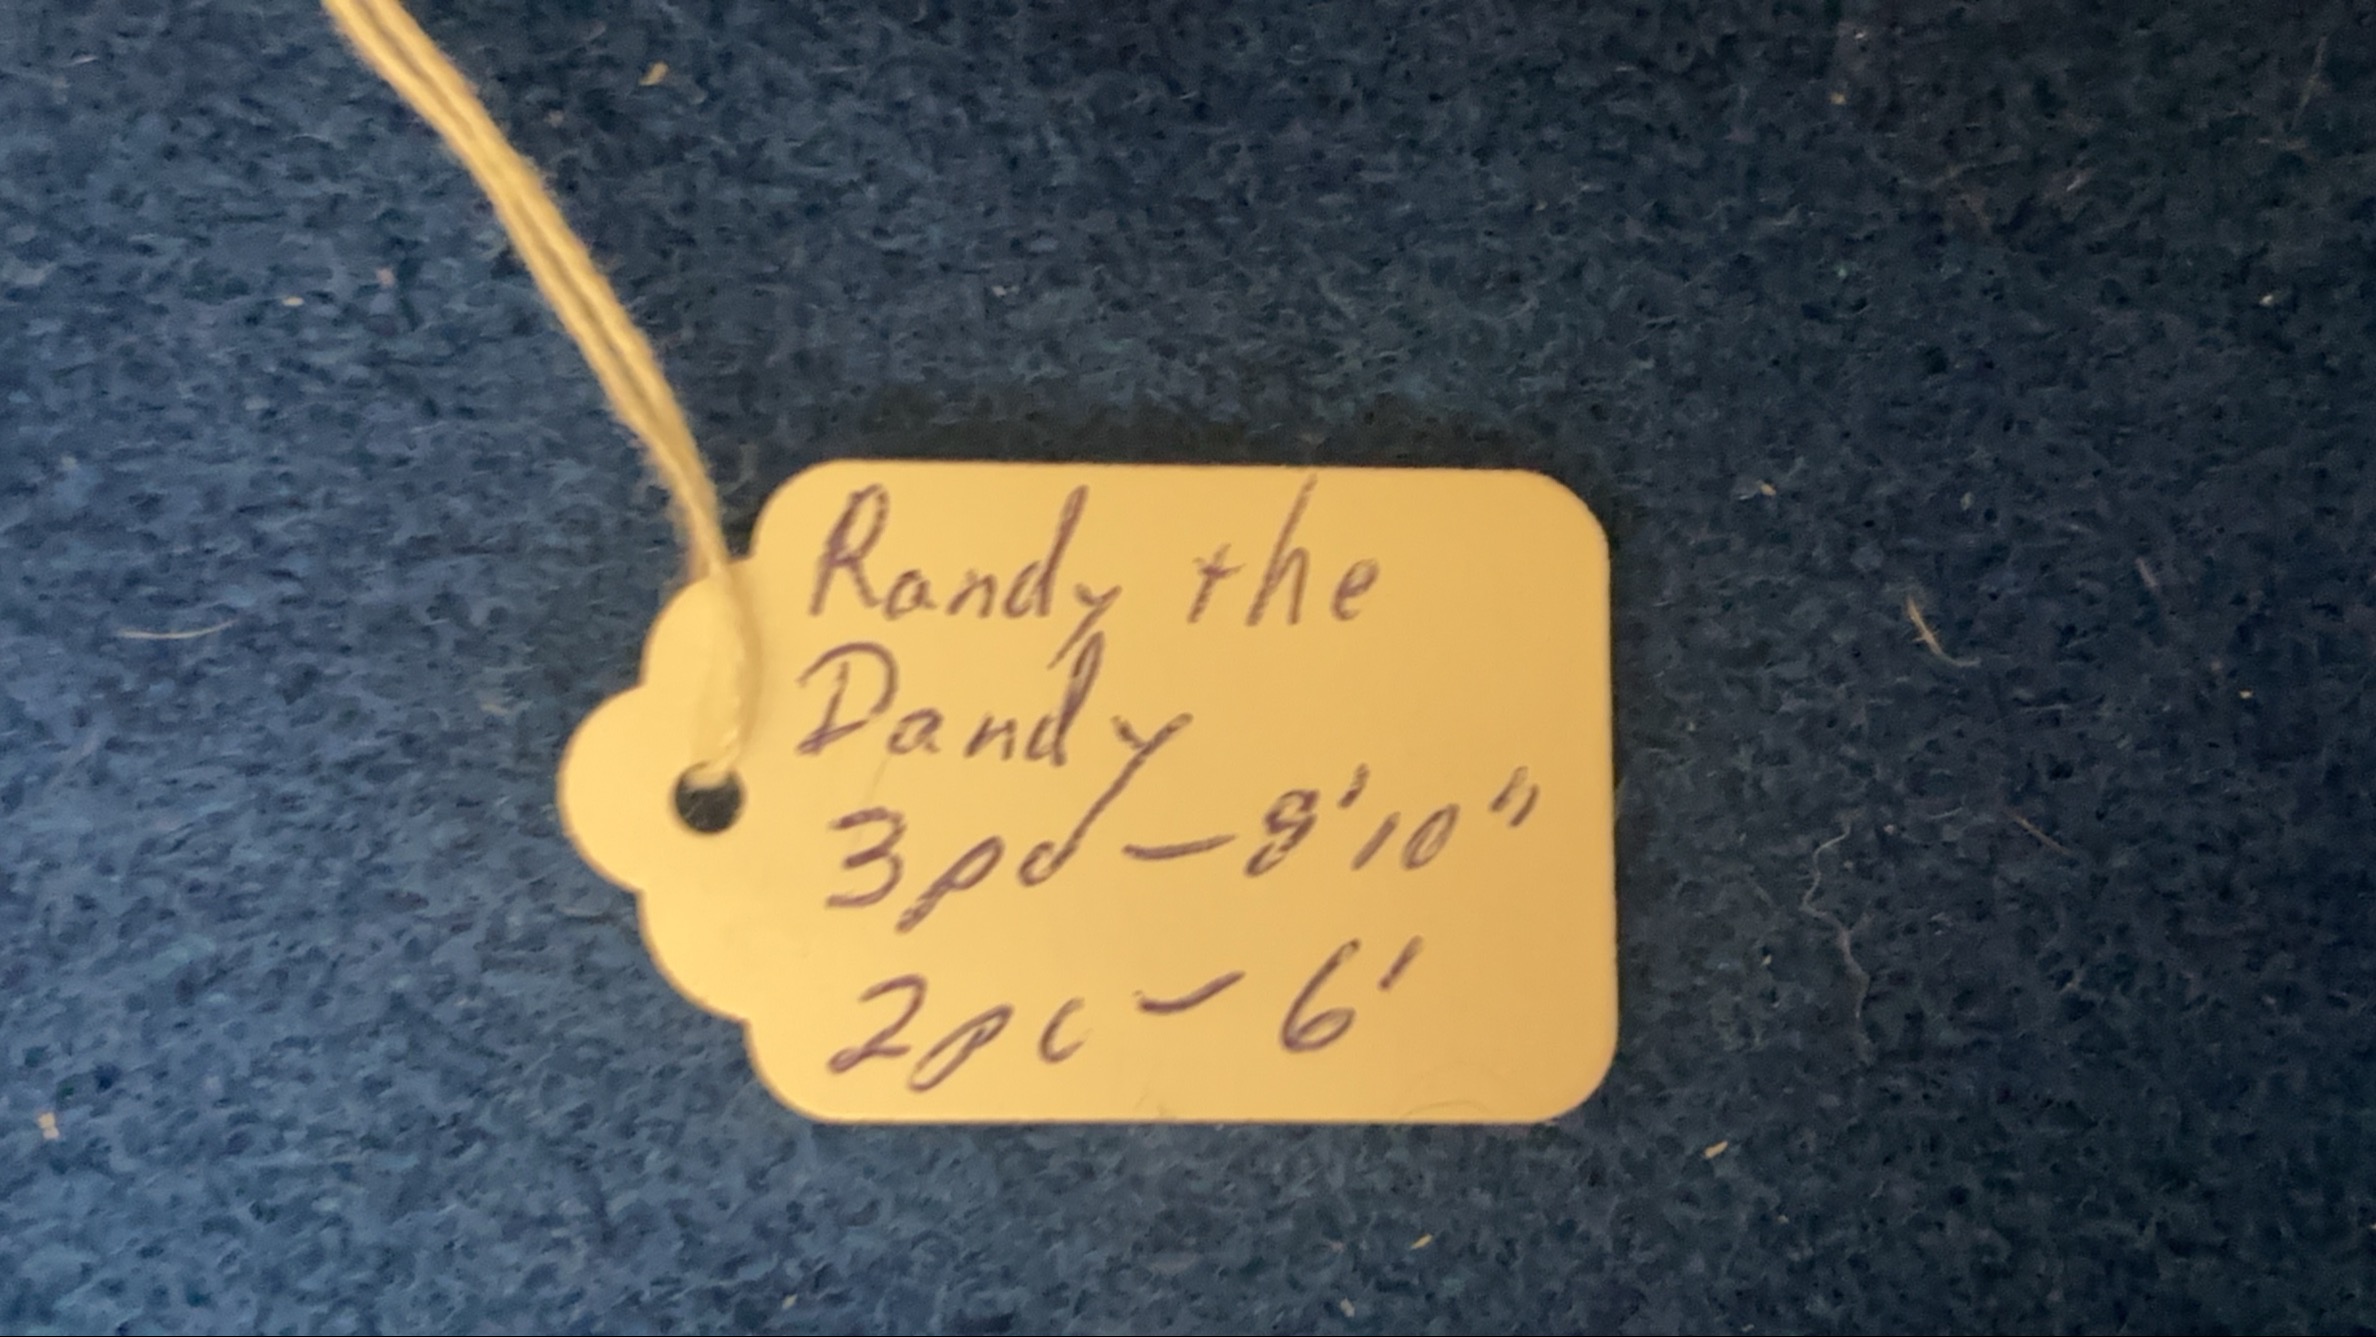 Randy the
Dandy
3pc - 8'10"
2pc - 6'